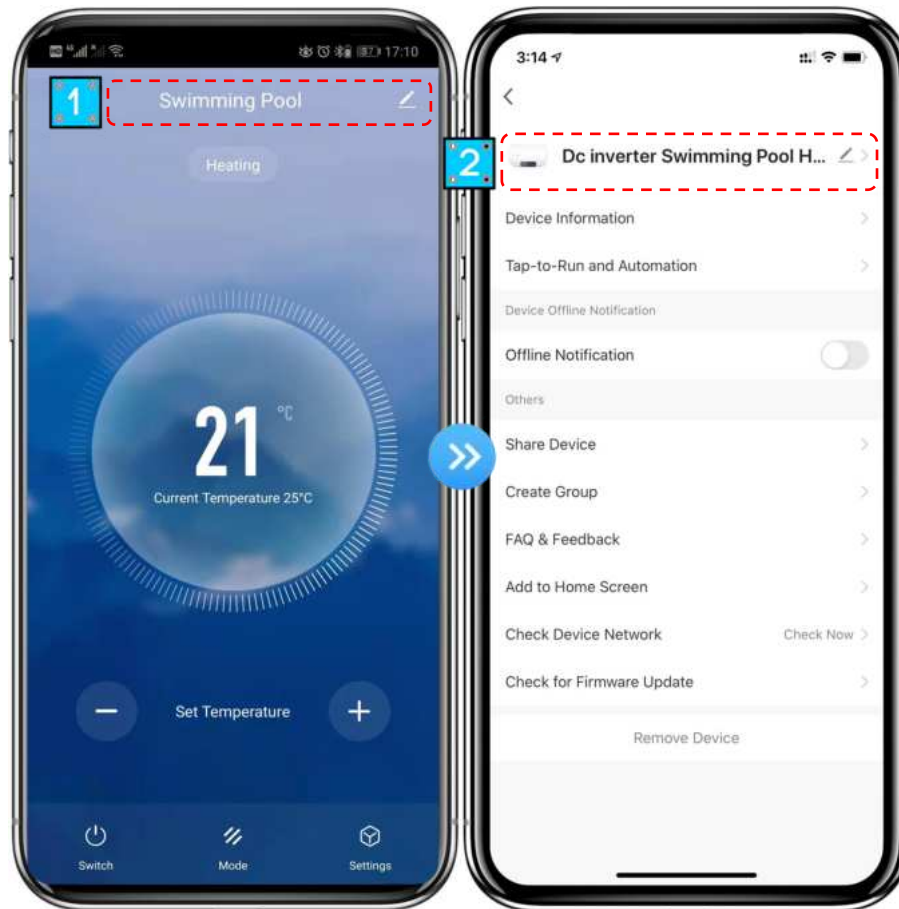 17:10
1
Swimming Pool
Heating
21 °C
Current Temperature 25°C
Set Temperature
Switch
Mode
Settings
3:14
2
Dc inverter Swimming Pool H...
Device Information
Tap-to-Run and Automation
Device Offline Notification
Offline Notification
Others
Share Device
Create Group
FAQ & Feedback
Add to Home Screen
Check Device Network Check Now
Check for Firmware Update
Remove Device